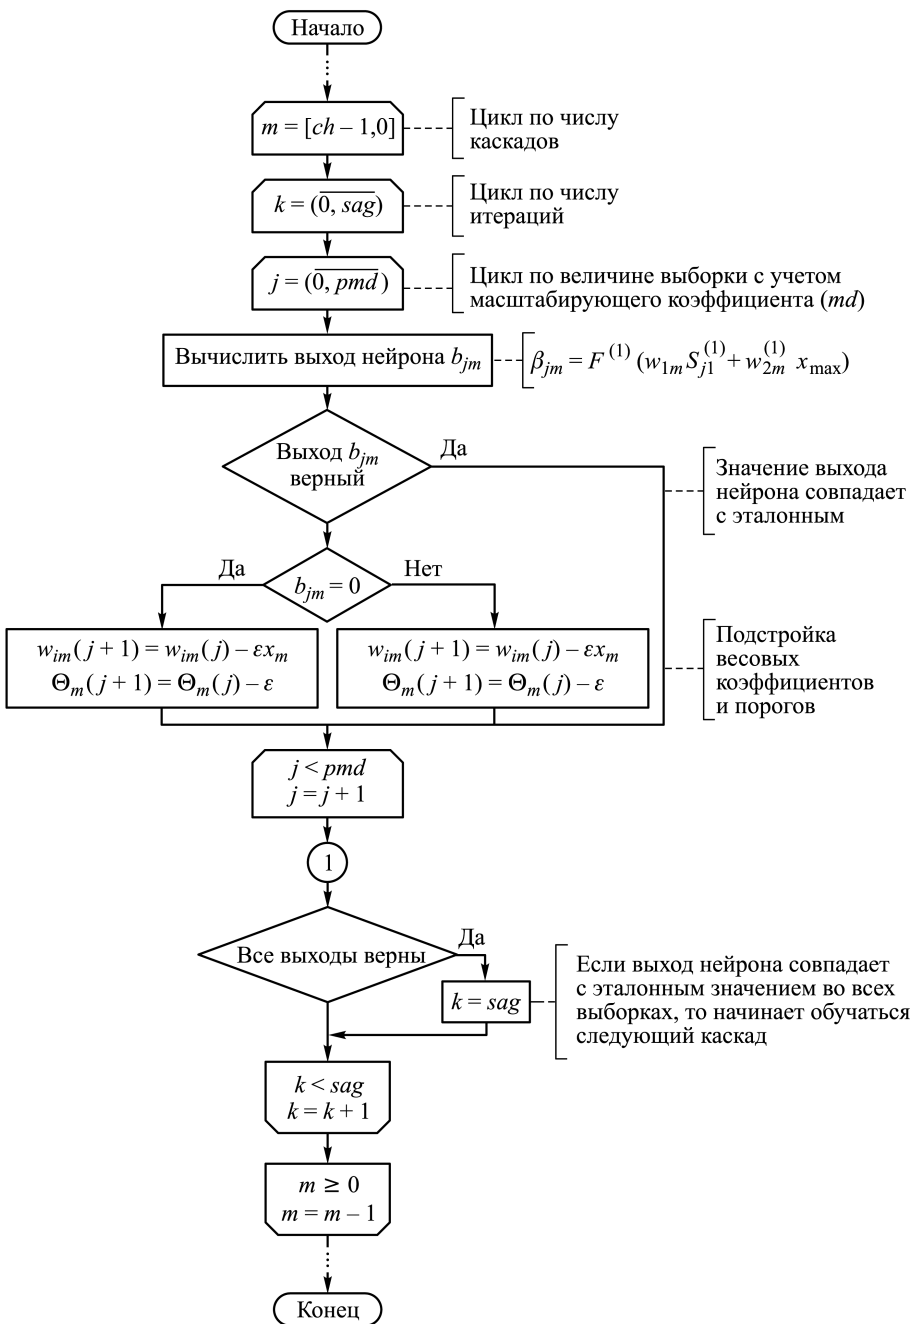 Начало
m = [ch – 1,0]
Цикл по числу
каскадов
k = (0, sag)
Цикл по числу
итераций
j = (0, pmd)
Цикл по величине выборки с учетом
масштабирующего коэффициента (md)
Вычислить выход нейрона b_jm
β_jm = F^(1) (w_1m S_j1^(1) + w_2m^(1) x_max)
Выход b_jm
верный
Да
Значение выхода
нейрона совпадает
с эталонным
b_jm = 0
Да
Нет
w_im(j + 1) = w_im(j) – εx_m
Θ_m(j + 1) = Θ_m(j) – ε
w_im(j + 1) = w_im(j) – εx_m
Θ_m(j + 1) = Θ_m(j) – ε
Подстройка
весовых
коэффициентов
и порогов
j < pmd
j = j + 1
1
Все выходы верны
Да
k = sag
Если выход нейрона совпадает
с эталонным значением во всех
выборках, то начинает обучаться
следующий каскад
k < sag
k = k + 1
m ≥ 0
m = m – 1
Конец